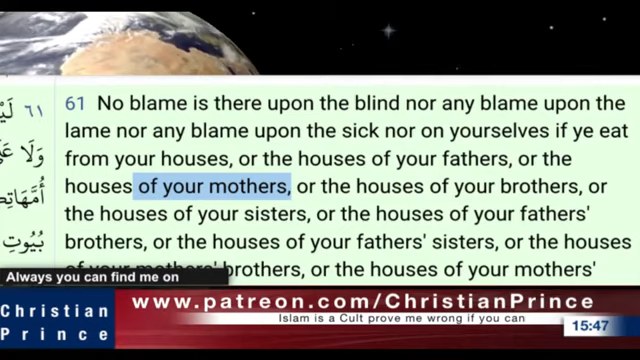 61 No blame is there upon the blind nor any blame upon the
lame nor any blame upon the sick nor on yourselves if ye eat
from your houses, or the houses of your fathers, or the
houses of your mothers, or the houses of your brothers, or
the houses of your sisters, or the houses of your fathers'
brothers, or the houses of your fathers' sisters, or the houses
of your mothers' brothers, or the houses of your mothers'
٦١
وَلَا
بُيُوتِ
Always you can find me on
www.patreon.com/ChristianPrince
Christian
Prince
Islam is a Cult prove me wrong if you can
15:47